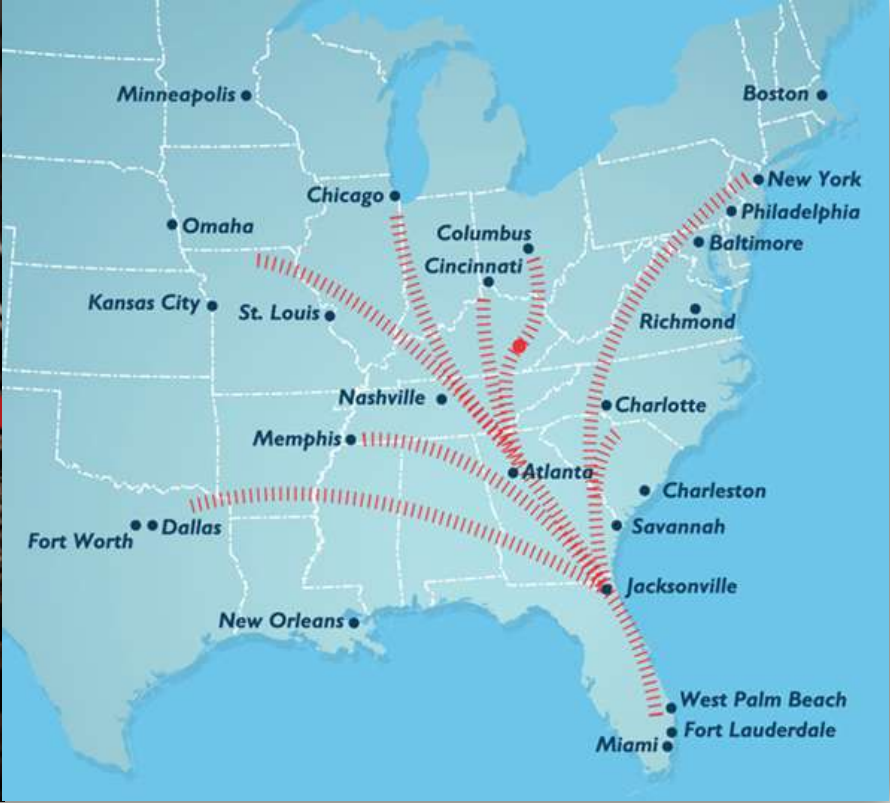 Minneapolis
Boston
New York
Chicago
Philadelphia
Omaha
Columbus
Baltimore
Cincinnati
Kansas City
St. Louis
Richmond
Nashville
Charlotte
Memphis
Atlanta
Charleston
Dallas
Savannah
Fort Worth
Jacksonville
New Orleans
West Palm Beach
Fort Lauderdale
Miami